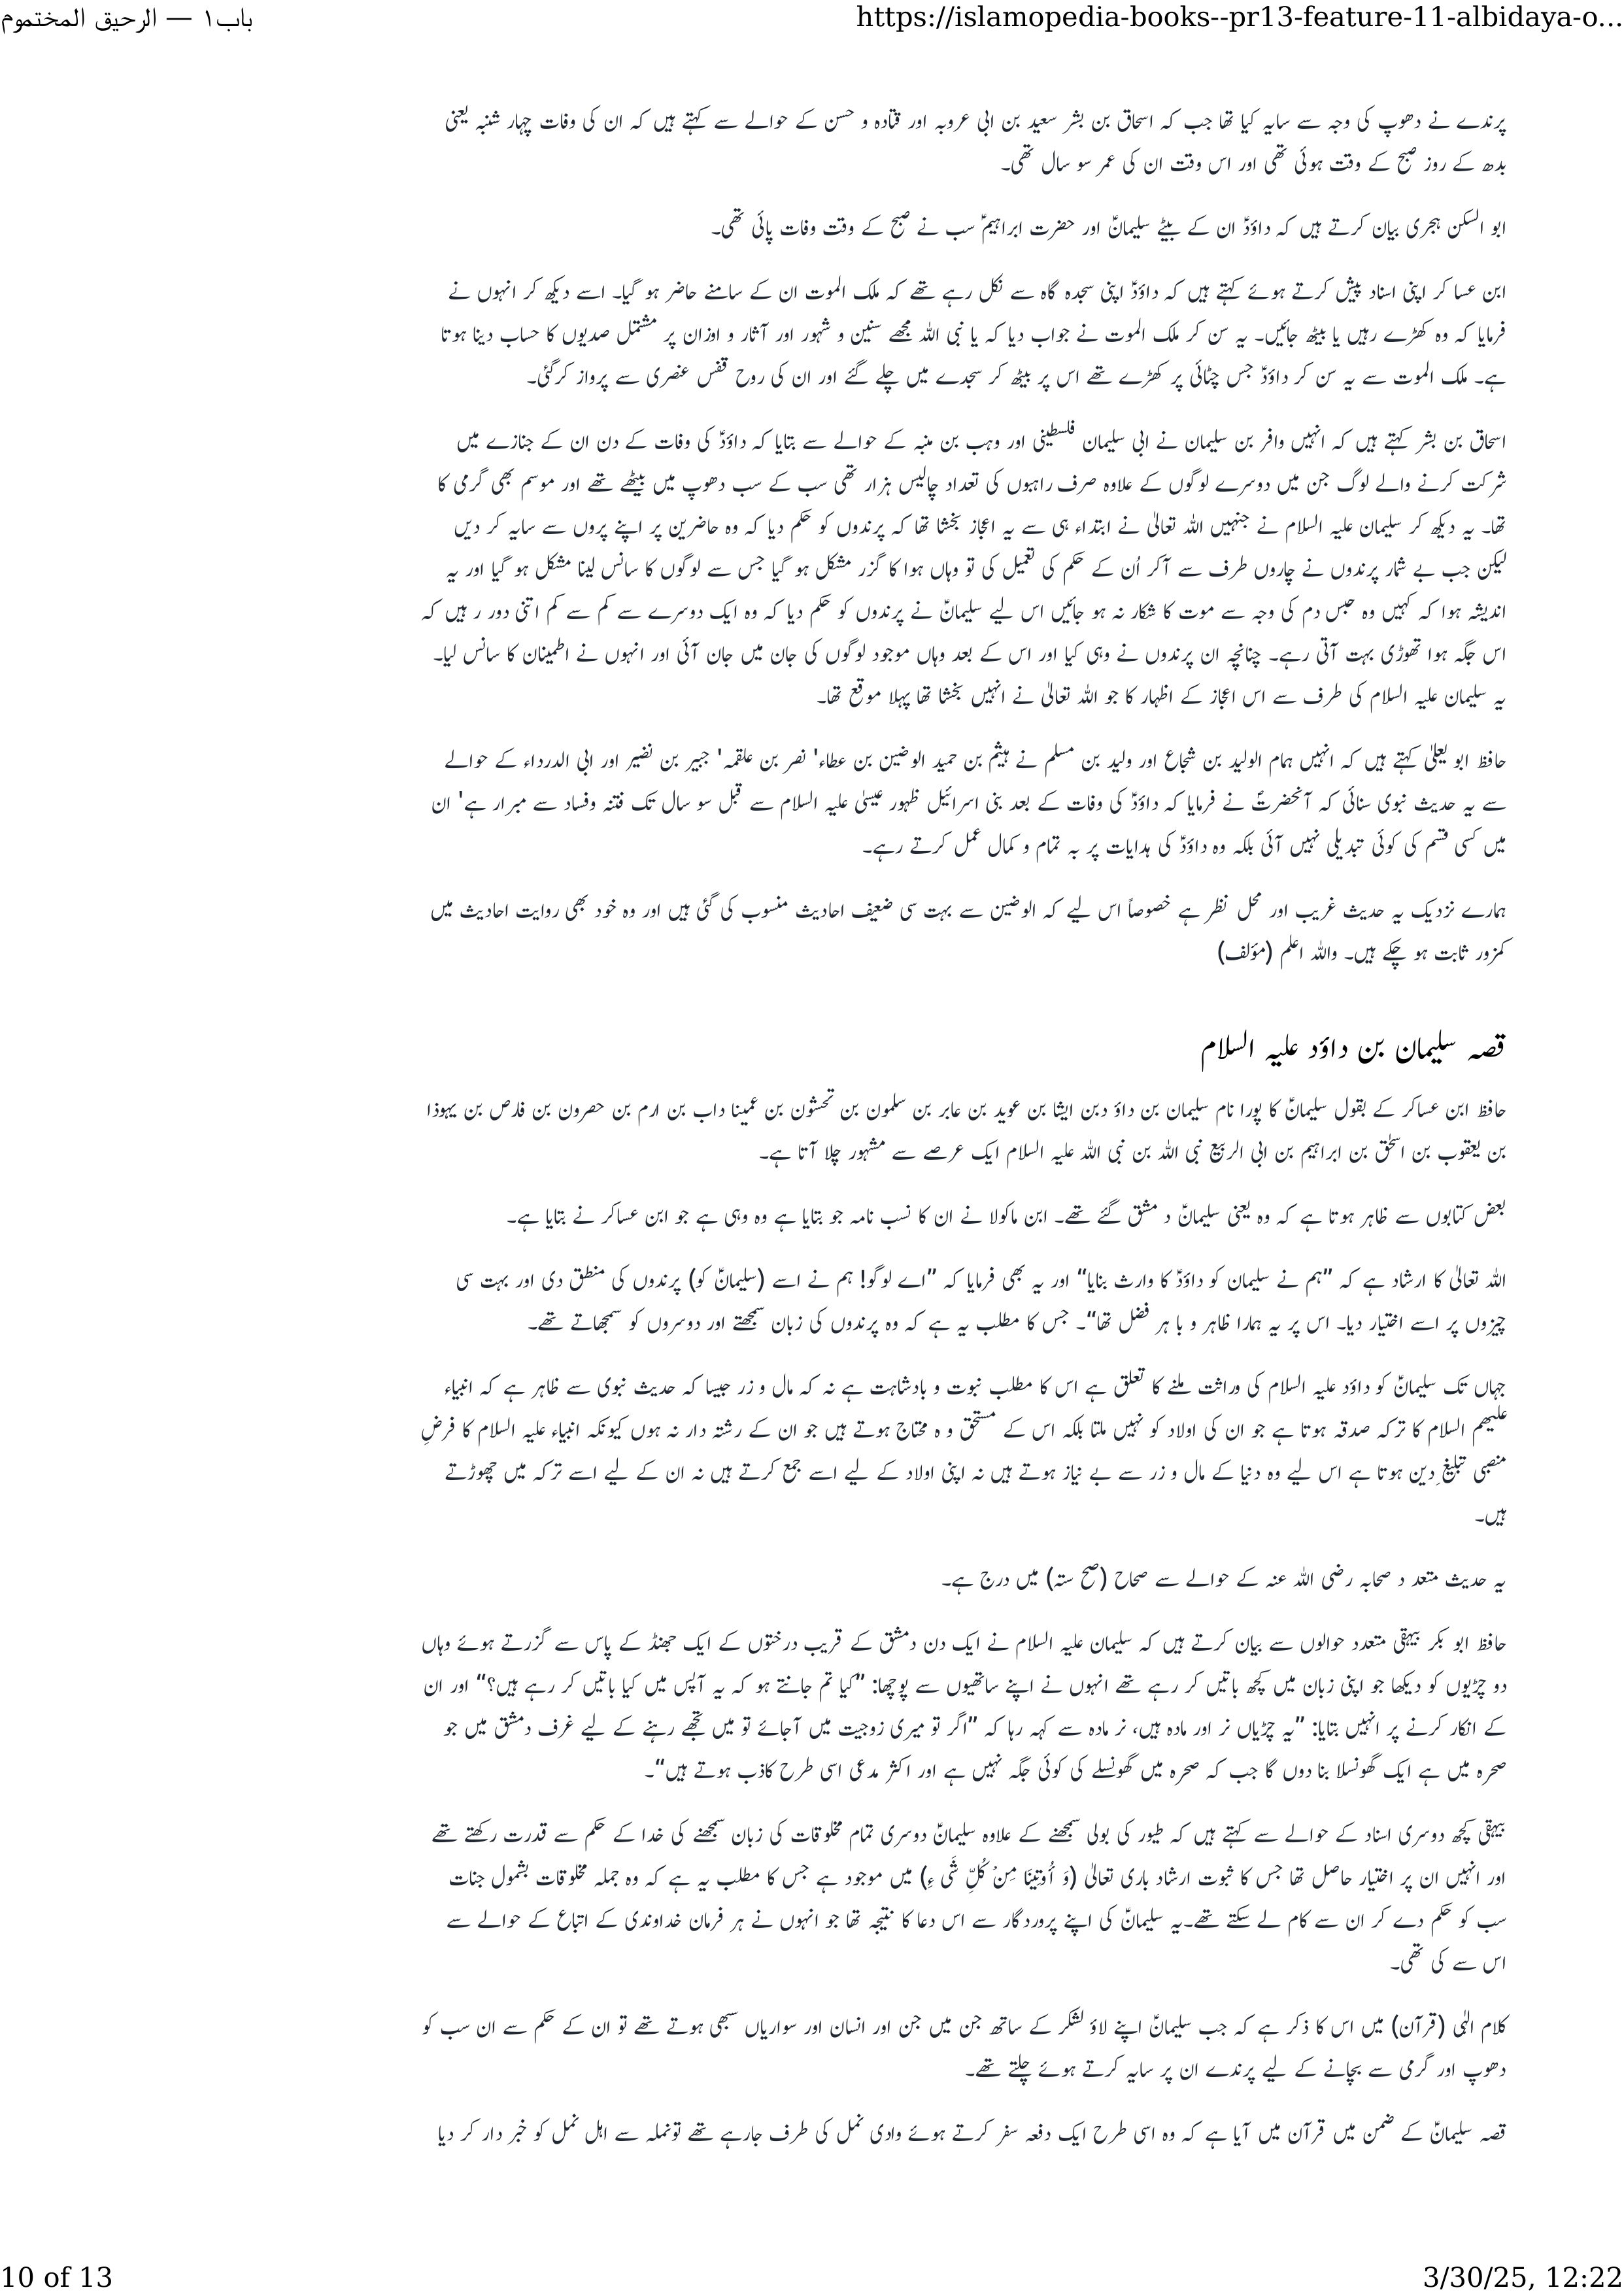 باب۱ — الرحیق المختموم
https://islamopedia-books--pr13-feature-11-albidaya-o...
پرندے نے دھوپ کی وجہ سے سایہ کیا تھا جب کہ اسحاق بن بشر سعید بن ابی عروبہ اور قتادہ و حسن کے حوالے سے کہتے ہیں کہ ان کی وفات چہار شنبہ یعنی
بدھ کے روز صبح کے وقت ہوئی تھی اور اس وقت ان کی عمر سو سال تھی۔
ابو السکن ہجری بیان کرتے ہیں کہ داؤدؑ ان کے بیٹے سلیمانؑ اور حضرت ابراہیمؑ سب نے صبح کے وقت وفات پائی تھی۔
ابن عسا کر اپنی اسناد پیش کرتے ہوئے کہتے ہیں کہ داؤدؑ اپنی سجدہ گاہ سے نکل رہے تھے کہ ملک الموت ان کے سامنے حاضر ہو گیا۔ اسے دیکھ کر انہوں نے
فرمایا کہ وہ کھڑے رہیں یا بیٹھ جائیں۔ یہ سن کر ملک الموت نے جواب دیا کہ یا نبی اللہ مجھے سنین و شہور اور آثار و اوزان پر مشتمل صدیوں کا حساب دینا ہوتا
ہے۔ ملک الموت سے یہ سن کر داؤدؑ جس چٹائی پر کھڑے تھے اس پر بیٹھ کر سجدے میں چلے گئے اور ان کی روح قفس عنصری سے پرواز کرگئی۔
اسحاق بن بشر کہتے ہیں کہ انہیں وافر بن سلیمان نے ابی سلیمان فلسطینی اور وہب بن منبہ کے حوالے سے بتایا کہ داؤدؑ کی وفات کے دن ان کے جنازے میں
شرکت کرنے والے لوگ جن میں دوسرے لوگوں کے علاوہ صرف راہبوں کی تعداد چالیس ہزار تھی سب کے سب دھوپ میں بیٹھے تھے اور موسم بھی گرمی کا
تھا۔ یہ دیکھ کر سلیمان علیہ السلام نے جنہیں اللہ تعالیٰ نے ابتداء ہی سے یہ اعجاز بخشا تھا کہ پرندوں کو حکم دیا کہ وہ حاضرین پر اپنے پروں سے سایہ کر دیں
لیکن جب بے شمار پرندوں نے چاروں طرف سے آکر اُن کے حکم کی تعمیل کی تو وہاں ہوا کا گزر مشکل ہو گیا جس سے لوگوں کا سانس لینا مشکل ہو گیا اور یہ
اندیشہ ہوا کہ کہیں وہ حبس دم کی وجہ سے موت کا شکار نہ ہو جائیں اس لیے سلیمانؑ نے پرندوں کو حکم دیا کہ وہ ایک دوسرے سے کم سے کم اتنی دور ر ہیں کہ
اس جگہ ہوا تھوڑی بہت آتی رہے۔ چنانچہ ان پرندوں نے وہی کیا اور اس کے بعد وہاں موجود لوگوں کی جان میں جان آئی اور انہوں نے اطمینان کا سانس لیا۔
یہ سلیمان علیہ السلام کی طرف سے اس اعجاز کے اظہار کا جو اللہ تعالیٰ نے انہیں بخشا تھا پہلا موقع تھا۔
حافظ ابو یعلیٰ کہتے ہیں کہ انہیں ہمام الولید بن شجاع اور ولید بن مسلم نے ہیثم بن حمید الوضین بن عطاء' نصر بن علقمہ' جبیر بن نضیر اور ابی الدرداء کے حوالے
سے یہ حدیث نبوی سنائی کہ آنحضرتؐ نے فرمایا کہ داؤدؑ کی وفات کے بعد بنی اسرائیل ظہور عیسیٰ علیہ السلام سے قبل سو سال تک فتنہ وفساد سے مبرار ہے' ان
میں کسی قسم کی کوئی تبدیلی نہیں آئی بلکہ وہ داؤدؑ کی ہدایات پر بہ تمام و کمال عمل کرتے رہے۔
ہمارے نزدیک یہ حدیث غریب اور محل نظر ہے خصوصاً اس لیے کہ الوضین سے بہت سی ضعیف احادیث منسوب کی گئی ہیں اور وہ خود بھی روایت احادیث میں
کمزور ثابت ہو چکے ہیں۔ واللہ اعلم (مؤلف)
قصہ سلیمان بن داؤد علیہ السلام
حافظ ابن عساکر کے بقول سلیمانؑ کا پورا نام سلیمان بن داؤ دبن ایشا بن عوید بن عابر بن سلمون بن تحشون بن عمینا داب بن ارم بن حصرون بن فارص بن یہوذا
بن یعقوب بن اسحٰق بن ابراہیم بن ابی الربیع نبی اللہ بن نبی اللہ علیہ السلام ایک عرصے سے مشہور چلا آتا ہے۔
بعض کتابوں سے ظاہر ہوتا ہے کہ وہ یعنی سلیمانؑ د مشق گئے تھے۔ ابن ماکولا نے ان کا نسب نامہ جو بتایا ہے وہ وہی ہے جو ابن عساکر نے بتایا ہے۔
اللہ تعالیٰ کا ارشاد ہے کہ ”ہم نے سلیمان کو داؤدؑ کا وارث بنایا“ اور یہ بھی فرمایا کہ ”اے لوگو! ہم نے اسے (سلیمانؑ کو) پرندوں کی منطق دی اور بہت سی
چیزوں پر اسے اختیار دیا۔ اس پر یہ ہمارا ظاہر و با ہر فضل تھا“۔ جس کا مطلب یہ ہے کہ وہ پرندوں کی زبان سمجھتے اور دوسروں کو سمجھاتے تھے۔
جہاں تک سلیمانؑ کو داؤد علیہ السلام کی وراثت ملنے کا تعلق ہے اس کا مطلب نبوت و بادشاہت ہے نہ کہ مال و زر جیسا کہ حدیث نبوی سے ظاہر ہے کہ انبیاء
علیھم السلام کا ترکہ صدقہ ہوتا ہے جو ان کی اولاد کو نہیں ملتا بلکہ اس کے مستحق و ہ محتاج ہوتے ہیں جو ان کے رشتہ دار نہ ہوں کیونکہ انبیاء علیہ السلام کا فرضِ
منصبی تبلیغِ دین ہوتا ہے اس لیے وہ دنیا کے مال و زر سے بے نیاز ہوتے ہیں نہ اپنی اولاد کے لیے اسے جمع کرتے ہیں نہ ان کے لیے اسے ترکہ میں چھوڑتے
ہیں۔
یہ حدیث متعد د صحابہ رضی اللہ عنہ کے حوالے سے صحاح (صح ستہ) میں درج ہے۔
حافظ ابو بکر بیہقی متعدد حوالوں سے بیان کرتے ہیں کہ سلیمان علیہ السلام نے ایک دن دمشق کے قریب درختوں کے ایک جھنڈ کے پاس سے گزرتے ہوئے وہاں
دو چڑیوں کو دیکھا جو اپنی زبان میں کچھ باتیں کر رہے تھے انہوں نے اپنے ساتھیوں سے پوچھا: ”کیا تم جانتے ہو کہ یہ آپس میں کیا باتیں کر رہے ہیں؟“ اور ان
کے انکار کرنے پر انہیں بتایا: ”یہ چڑیاں نر اور مادہ ہیں، نر مادہ سے کہہ رہا کہ ”اگر تو میری زوجیت میں آجائے تو میں تجھے رہنے کے لیے غرف دمشق میں جو
صحرہ میں ہے ایک گھونسلا بنا دوں گا جب کہ صحرہ میں گھونسلے کی کوئی جگہ نہیں ہے اور اکثر مدعی اسی طرح کاذب ہوتے ہیں“۔
بیہقی کچھ دوسری اسناد کے حوالے سے کہتے ہیں کہ طیور کی بولی سمجھنے کے علاوہ سلیمانؑ دوسری تمام مخلوقات کی زبان سمجھنے کی خدا کے حکم سے قدرت رکھتے تھے
اور انہیں ان پر اختیار حاصل تھا جس کا ثبوت ارشاد باری تعالیٰ (وَ أُوتِينَا مِنْ كُلِّ شَىءٍ) میں موجود ہے جس کا مطلب یہ ہے کہ وہ جملہ مخلوقات بشمول جنات
سب کو حکم دے کر ان سے کام لے سکتے تھے۔یہ سلیمانؑ کی اپنے پروردگار سے اس دعا کا نتیجہ تھا جو انہوں نے ہر فرمان خداوندی کے اتباع کے حوالے سے
اس سے کی تھی۔
کلام الٰہی (قرآن) میں اس کا ذکر ہے کہ جب سلیمانؑ اپنے لاؤ لشکر کے ساتھ جن میں جن اور انسان اور سواریاں سبھی ہوتے تھے تو ان کے حکم سے ان سب کو
دھوپ اور گرمی سے بچانے کے لیے پرندے ان پر سایہ کرتے ہوئے چلتے تھے۔
قصہ سلیمانؑ کے ضمن میں قرآن میں آیا ہے کہ وہ اسی طرح ایک دفعہ سفر کرتے ہوئے وادی نمل کی طرف جارہے تھے تونملہ سے اہل نمل کو خبر دار کر دیا
10 of 13
3/30/25, 12:22